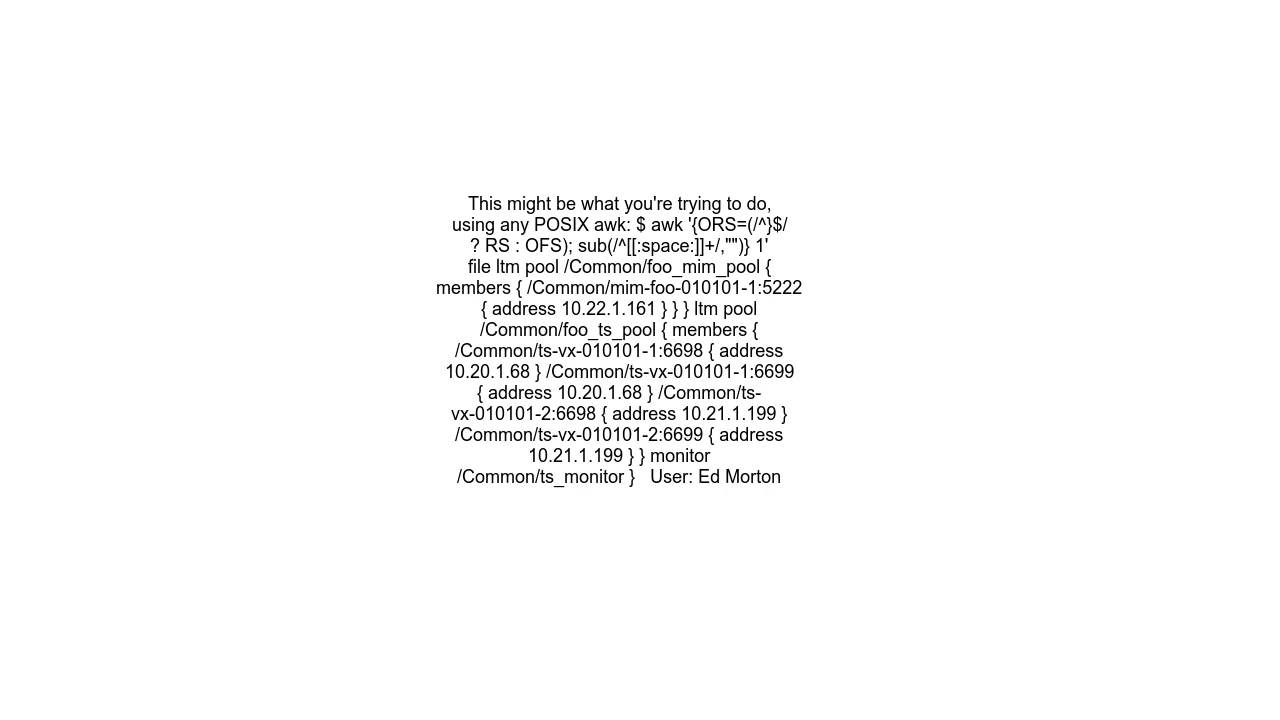 This might be what you're trying to do,
using any POSIX awk: $ awk '{ORS=(/^}$/
? RS : OFS); sub(/^[[:space:]]+/,"")} 1'
file ltm pool /Common/foo_mim_pool {
members { /Common/mim-foo-010101-1:5222
{ address 10.22.1.161 } } } ltm pool
/Common/foo_ts_pool { members {
/Common/ts-vx-010101-1:6698 { address
10.20.1.68 } /Common/ts-vx-010101-1:6699
{ address 10.20.1.68 } /Common/ts-
vx-010101-2:6698 { address 10.21.1.199 }
/Common/ts-vx-010101-2:6699 { address
10.21.1.199 } } monitor
/Common/ts_monitor }   User: Ed Morton